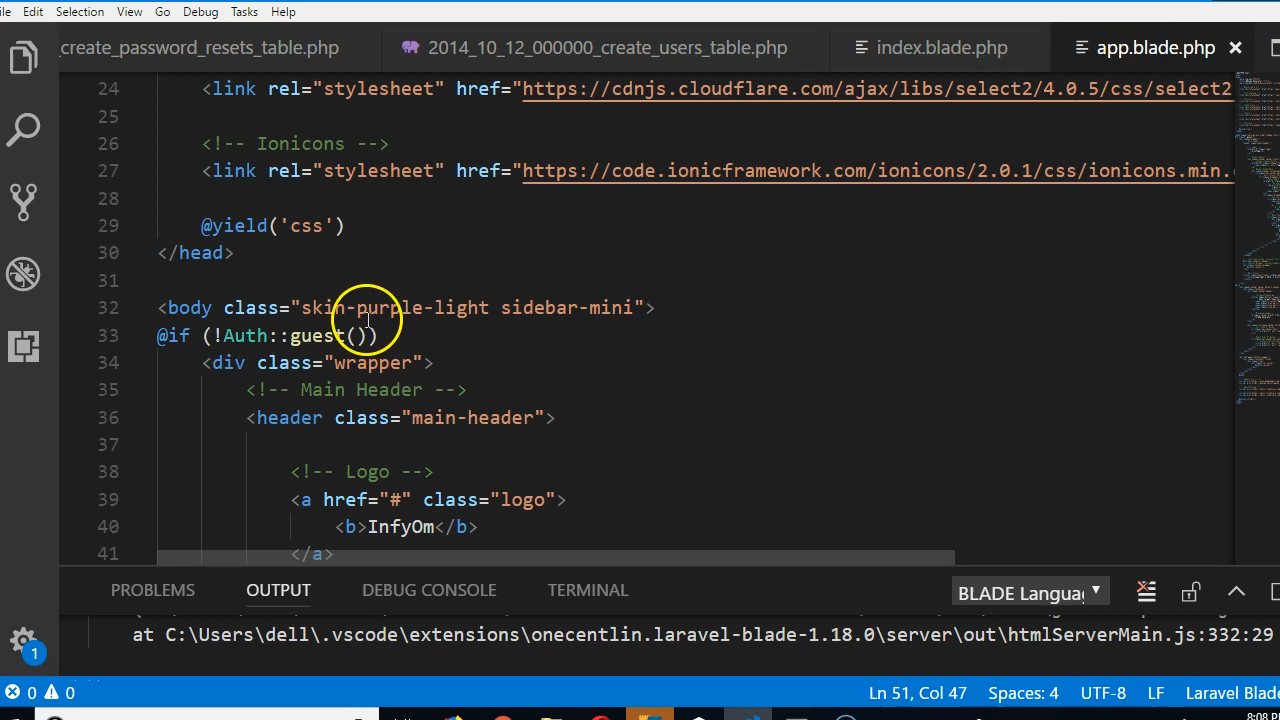 ile Edit Selection View Go Debug Tasks Help
_create_password_resets_table.php 2014_10_12_000000_create_users_table.php index.blade.php app.blade.php ×
24 <link rel="stylesheet" href="https://cdnjs.cloudflare.com/ajax/libs/select2/4.0.5/css/select2
25
26 <!-- Ionicons -->
27 <link rel="stylesheet" href="https://code.ionicframework.com/ionicons/2.0.1/css/ionicons.min.
28
29 @yield('css')
30 </head>
31
32 <body class="skin-purple-light sidebar-mini">
33 @if (!Auth::guest())
34 <div class="wrapper">
35 <!-- Main Header -->
36 <header class="main-header">
37
38 <!-- Logo -->
39 <a href="#" class="logo">
40 <b>InfyOm</b>
41 </a>
PROBLEMS OUTPUT DEBUG CONSOLE TERMINAL BLADE Langua
at C:\Users\dell\.vscode\extensions\onecentlin.laravel-blade-1.18.0\server\out\htmlServerMain.js:332:29
1
0 0 Ln 51, Col 47 Spaces: 4 UTF-8 LF Laravel Blade
8:08 P